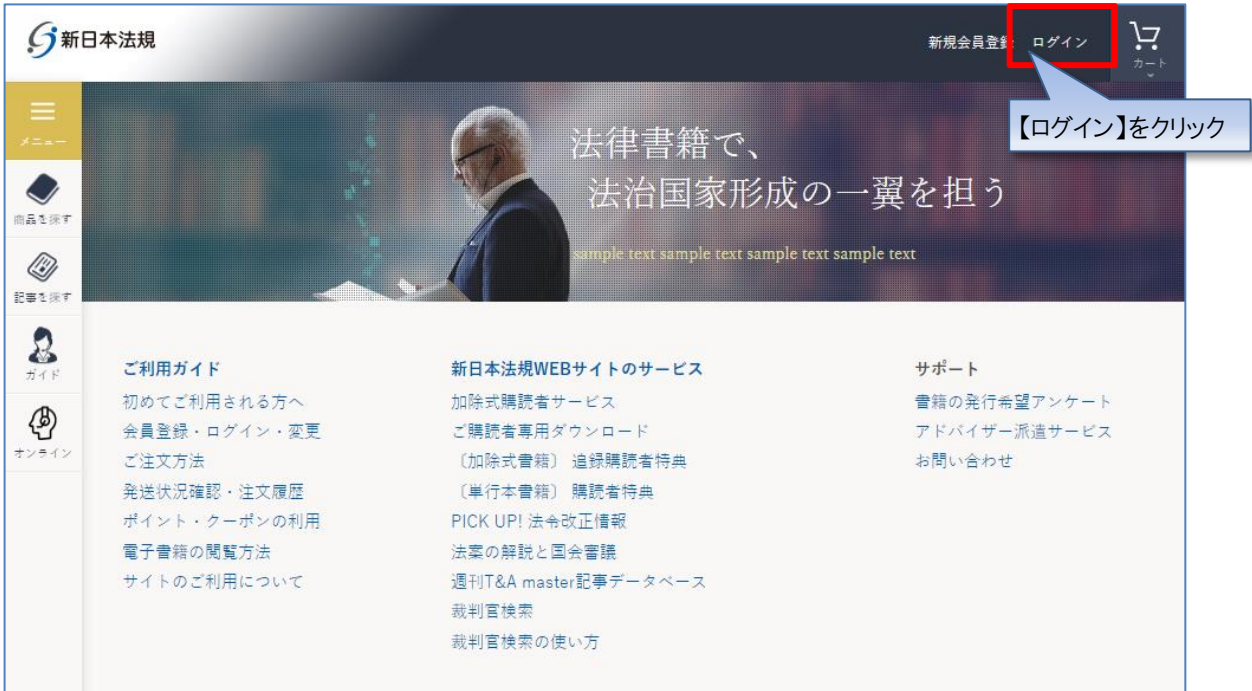 新日本法規
新規会員登録
ログイン
カート
【ログイン】をクリック
メニュー
商品を探す
記事を探す
ガイド
オンライン
法律書籍で、
法治国家形成の一翼を担う
sample text sample text sample text sample text
ご利用ガイド
初めてご利用される方へ
会員登録・ログイン・変更
ご注文方法
発送状況確認・注文履歴
ポイント・クーポンの利用
電子書籍の閲覧方法
サイトのご利用について
新日本法規WEBサイトのサービス
加除式購読者サービス
ご購読者専用ダウンロード
〔加除式書籍〕 追録購読者特典
〔単行本書籍〕 購読者特典
PICK UP! 法令改正情報
法案の解説と国会審議
週刊T&A master記事データベース
裁判官検索
裁判官検索の使い方
サポート
書籍の発行希望アンケート
アドバイザー派遣サービス
お問い合わせ